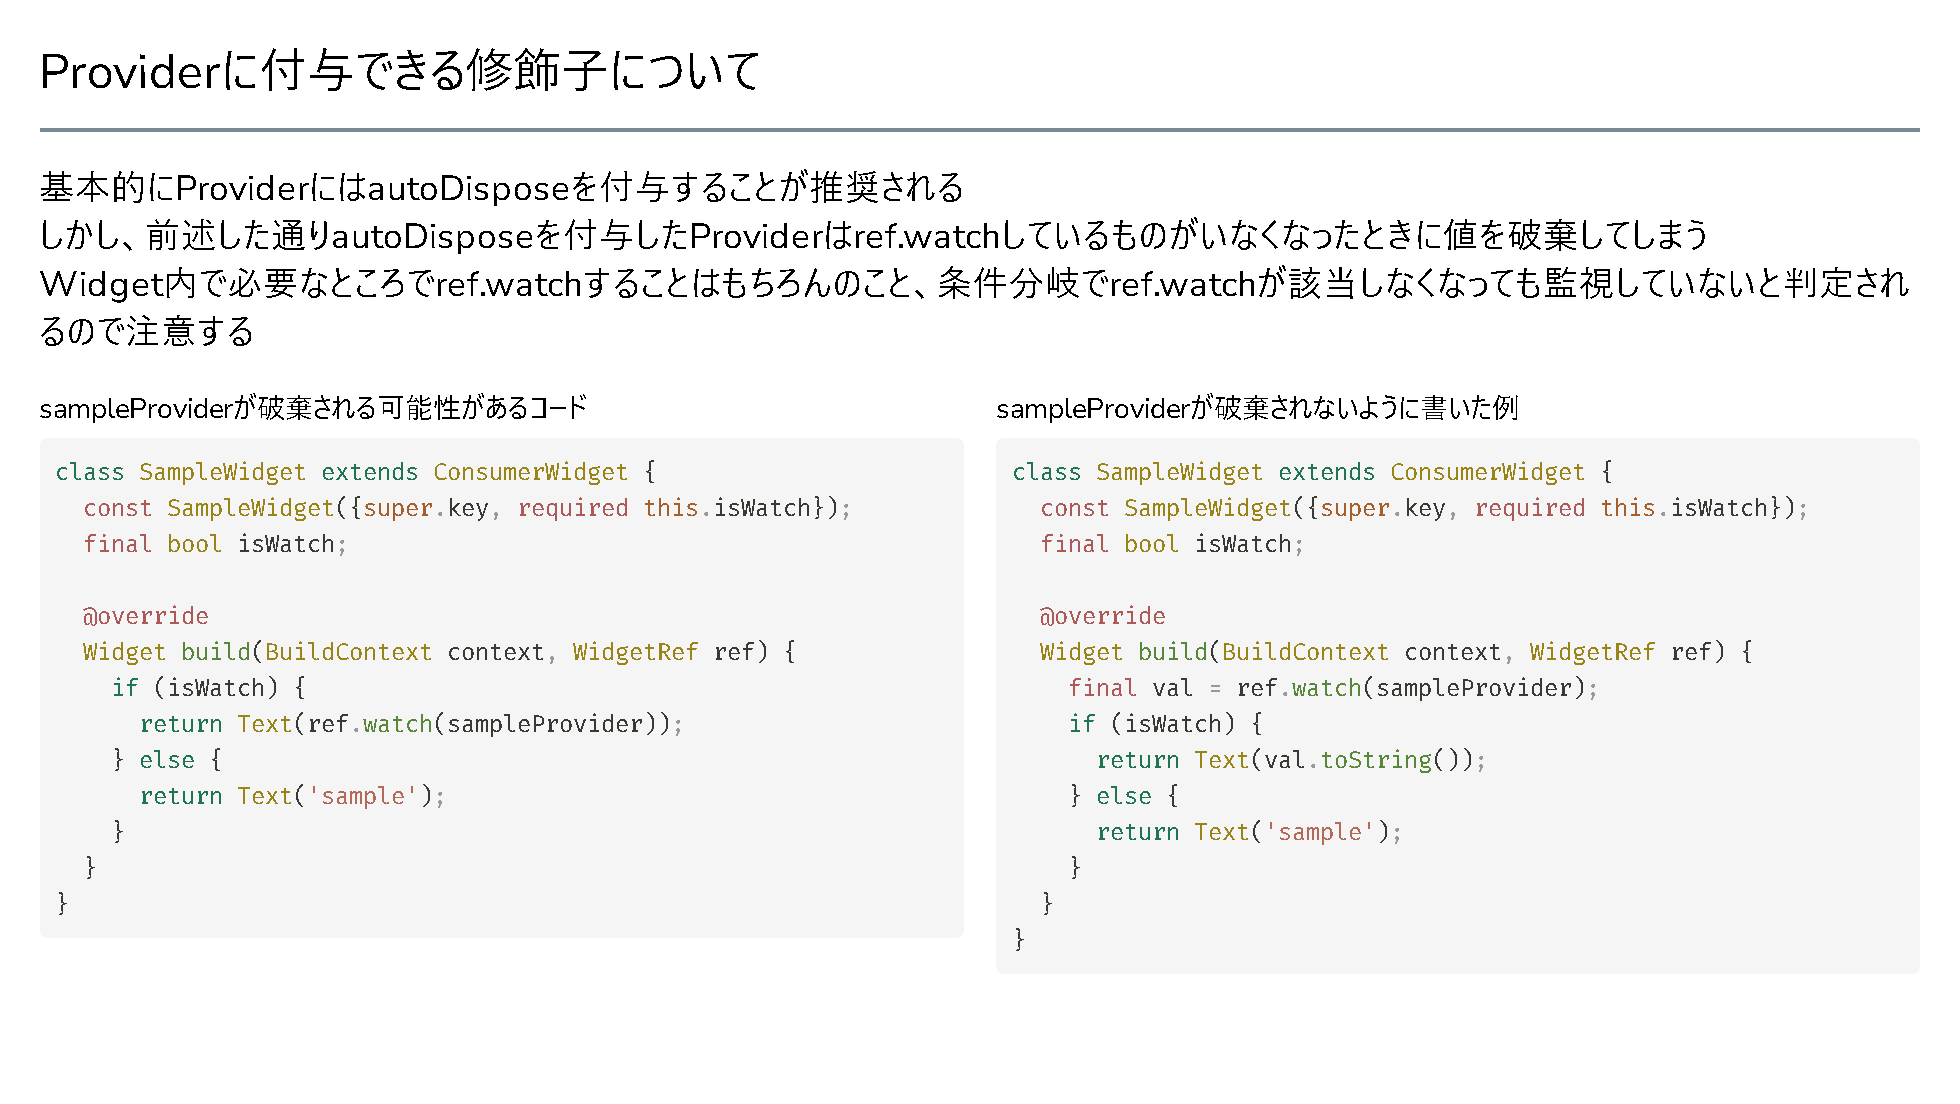 Providerに付与できる修飾子について
基本的にProviderにはautoDisposeを付与することが推奨される
しかし、前述した通りautoDisposeを付与したProviderはref.watchしているものがいなくなったときに値を破棄してしまう
Widget内で必要なところでref.watchすることはもちろんのこと、条件分岐でref.watchが該当しなくなっても監視していないと判定され
るので注意する
sampleProviderが破棄される可能性があるコード
class SampleWidget extends ConsumerWidget {
  const SampleWidget({super.key, required this.isWatch});
  final bool isWatch;

  @override
  Widget build(BuildContext context, WidgetRef ref) {
    if (isWatch) {
      return Text(ref.watch(sampleProvider));
    } else {
      return Text('sample');
    }
  }
}
sampleProviderが破棄されないように書いた例
class SampleWidget extends ConsumerWidget {
  const SampleWidget({super.key, required this.isWatch});
  final bool isWatch;

  @override
  Widget build(BuildContext context, WidgetRef ref) {
    final val = ref.watch(sampleProvider);
    if (isWatch) {
      return Text(val.toString());
    } else {
      return Text('sample');
    }
  }
}